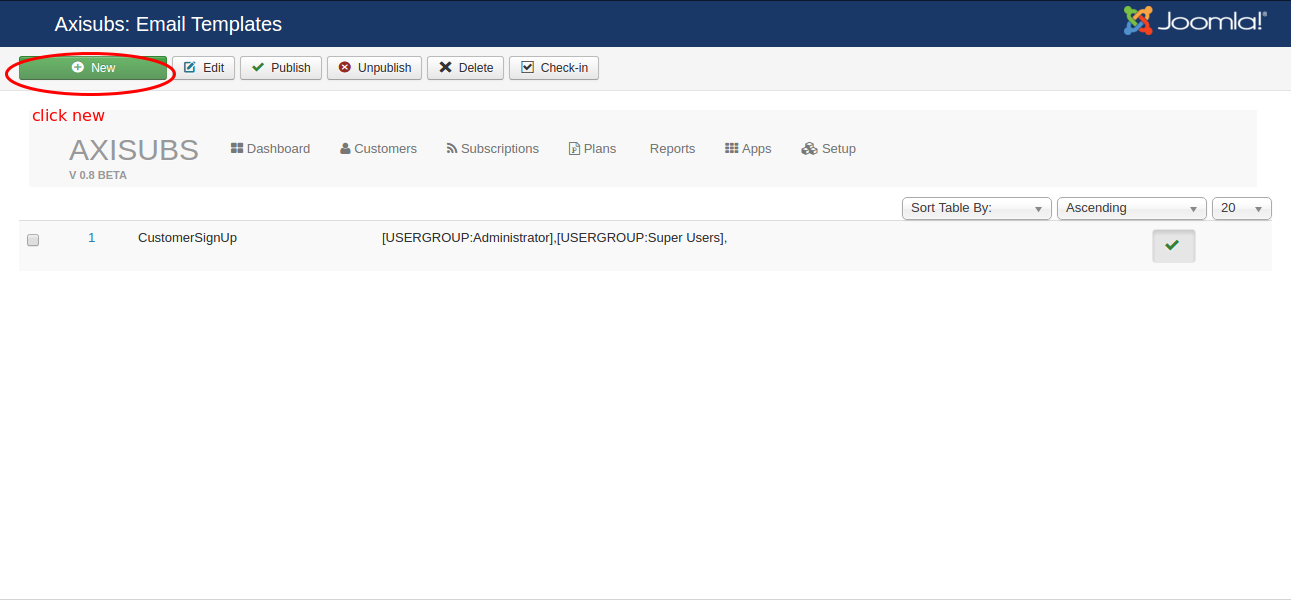 Axisubs: Email Templates
Joomla!®
New Edit Publish Unpublish Delete Check-in
click new
AXISUBS
V 0.8 BETA
Dashboard Customers Subscriptions Plans Reports Apps Setup
Sort Table By: Ascending 20
1 CustomerSignUp [USERGROUP:Administrator],[USERGROUP:Super Users],